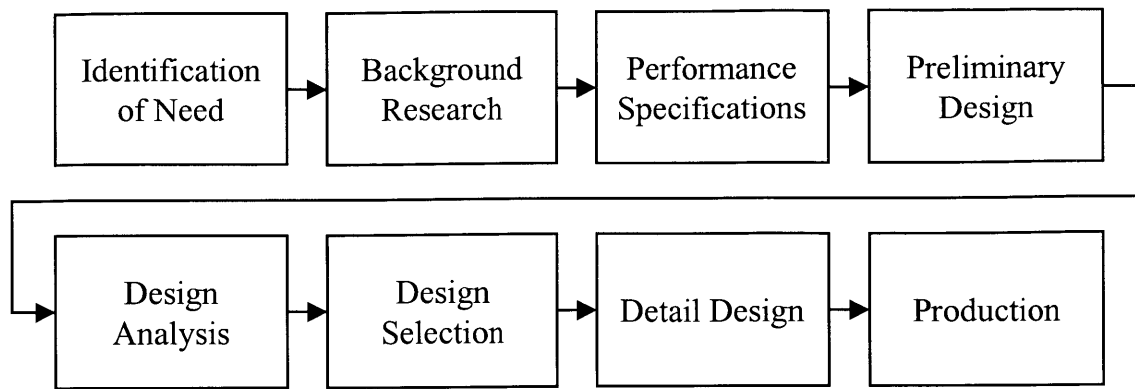 Identification
of Need
Background
Research
Performance
Specifications
Preliminary
Design
Design
Analysis
Design
Selection
Detail Design
Production